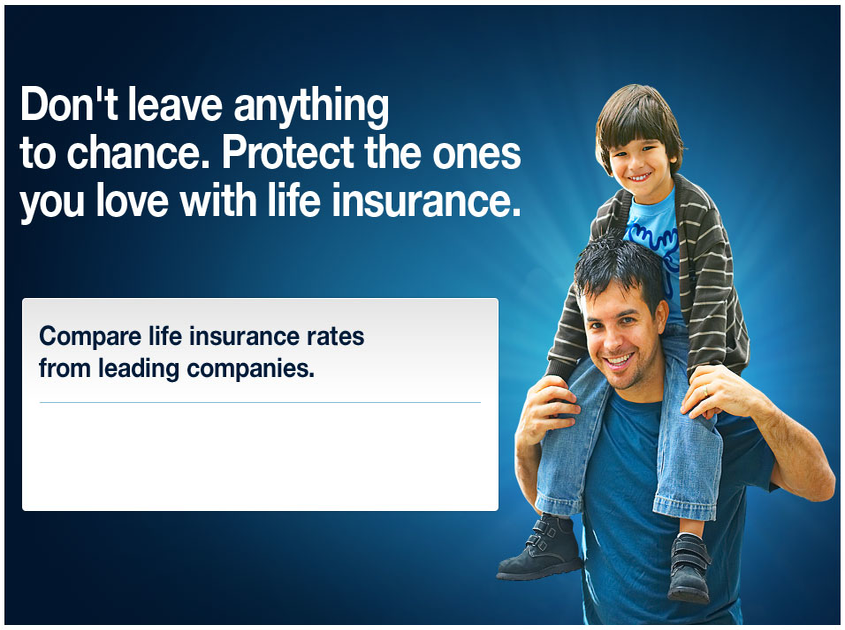 Don't leave anything
to chance. Protect the ones
you love with life insurance.
Compare life insurance rates
from leading companies.